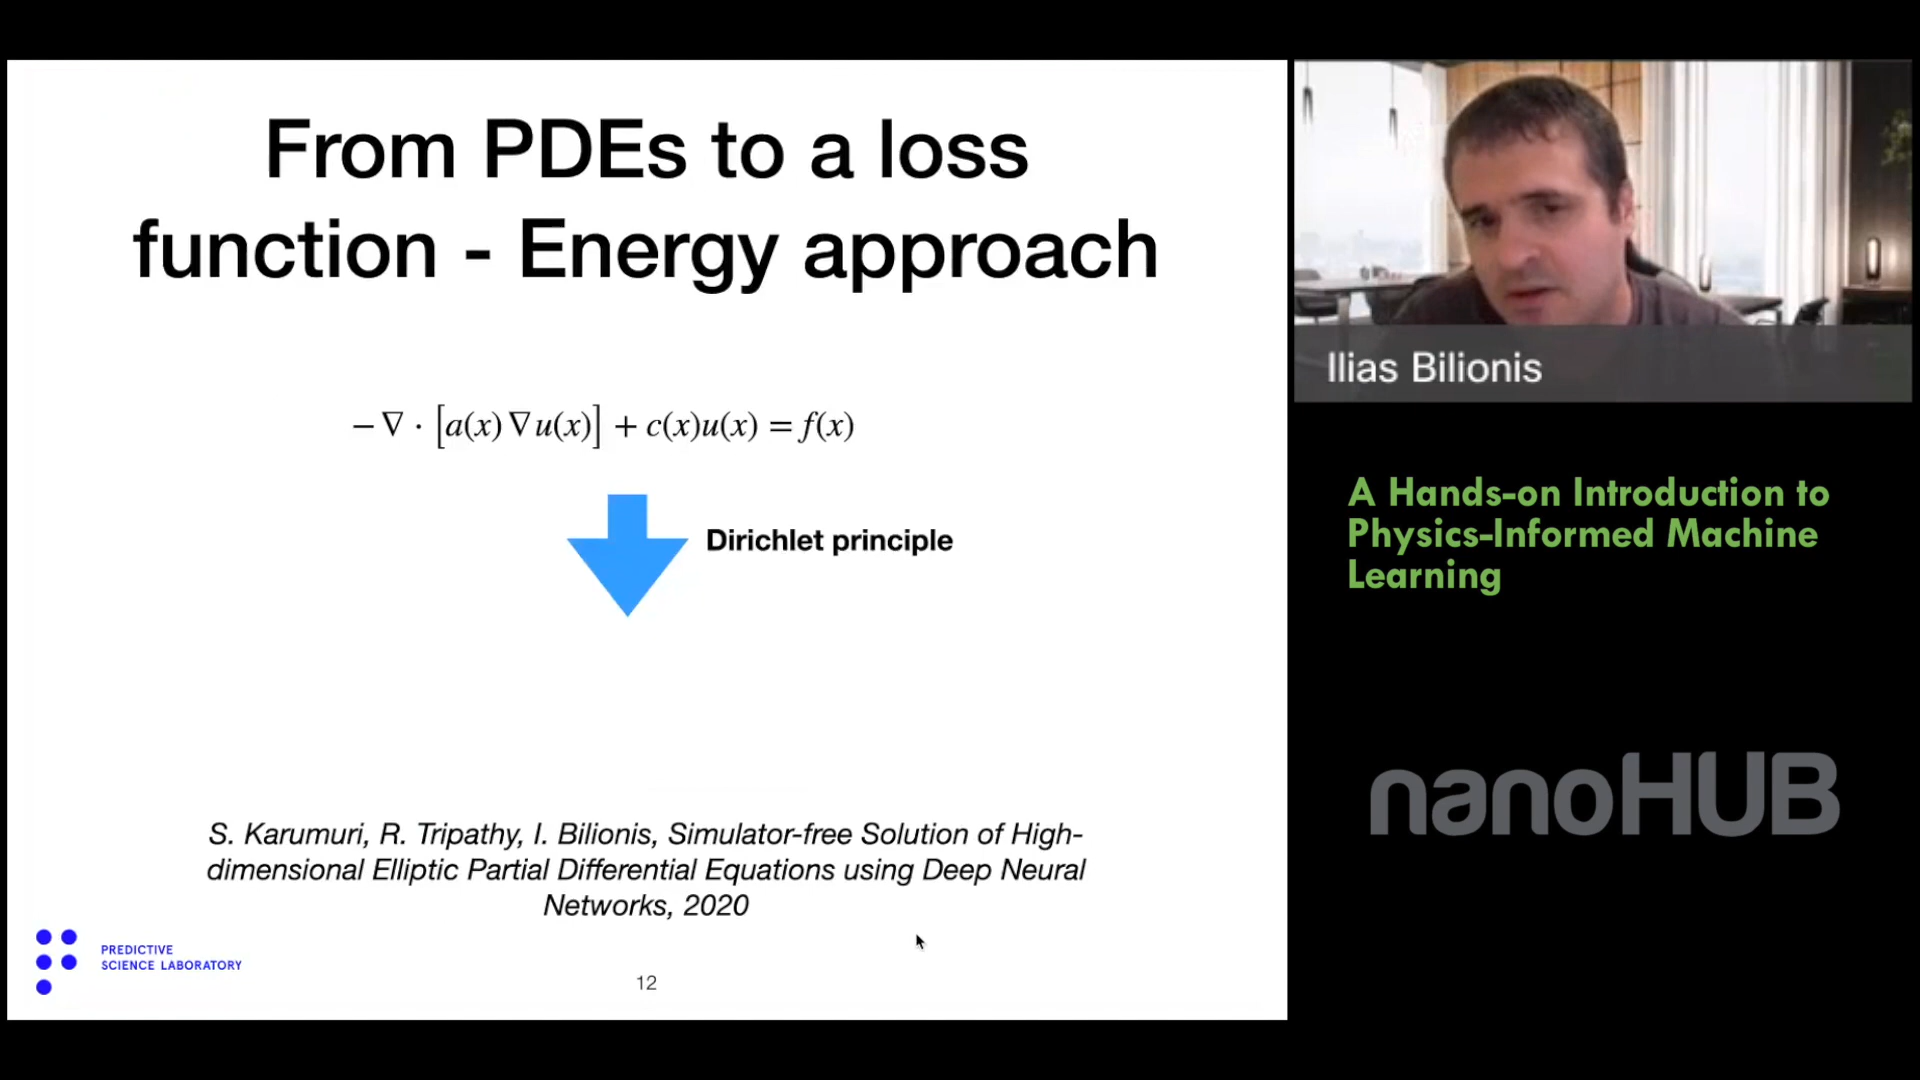 From PDEs to a loss
function - Energy approach
− ∇ · [a(x) ∇ u(x)] + c(x)u(x) = f(x)
Dirichlet principle
S. Karumuri, R. Tripathy, I. Bilionis, Simulator-free Solution of High-
dimensional Elliptic Partial Differential Equations using Deep Neural
Networks, 2020
PREDICTIVE
SCIENCE LABORATORY
12
Ilias Bilionis
A Hands-on Introduction to
Physics-Informed Machine
Learning
nanoHUB